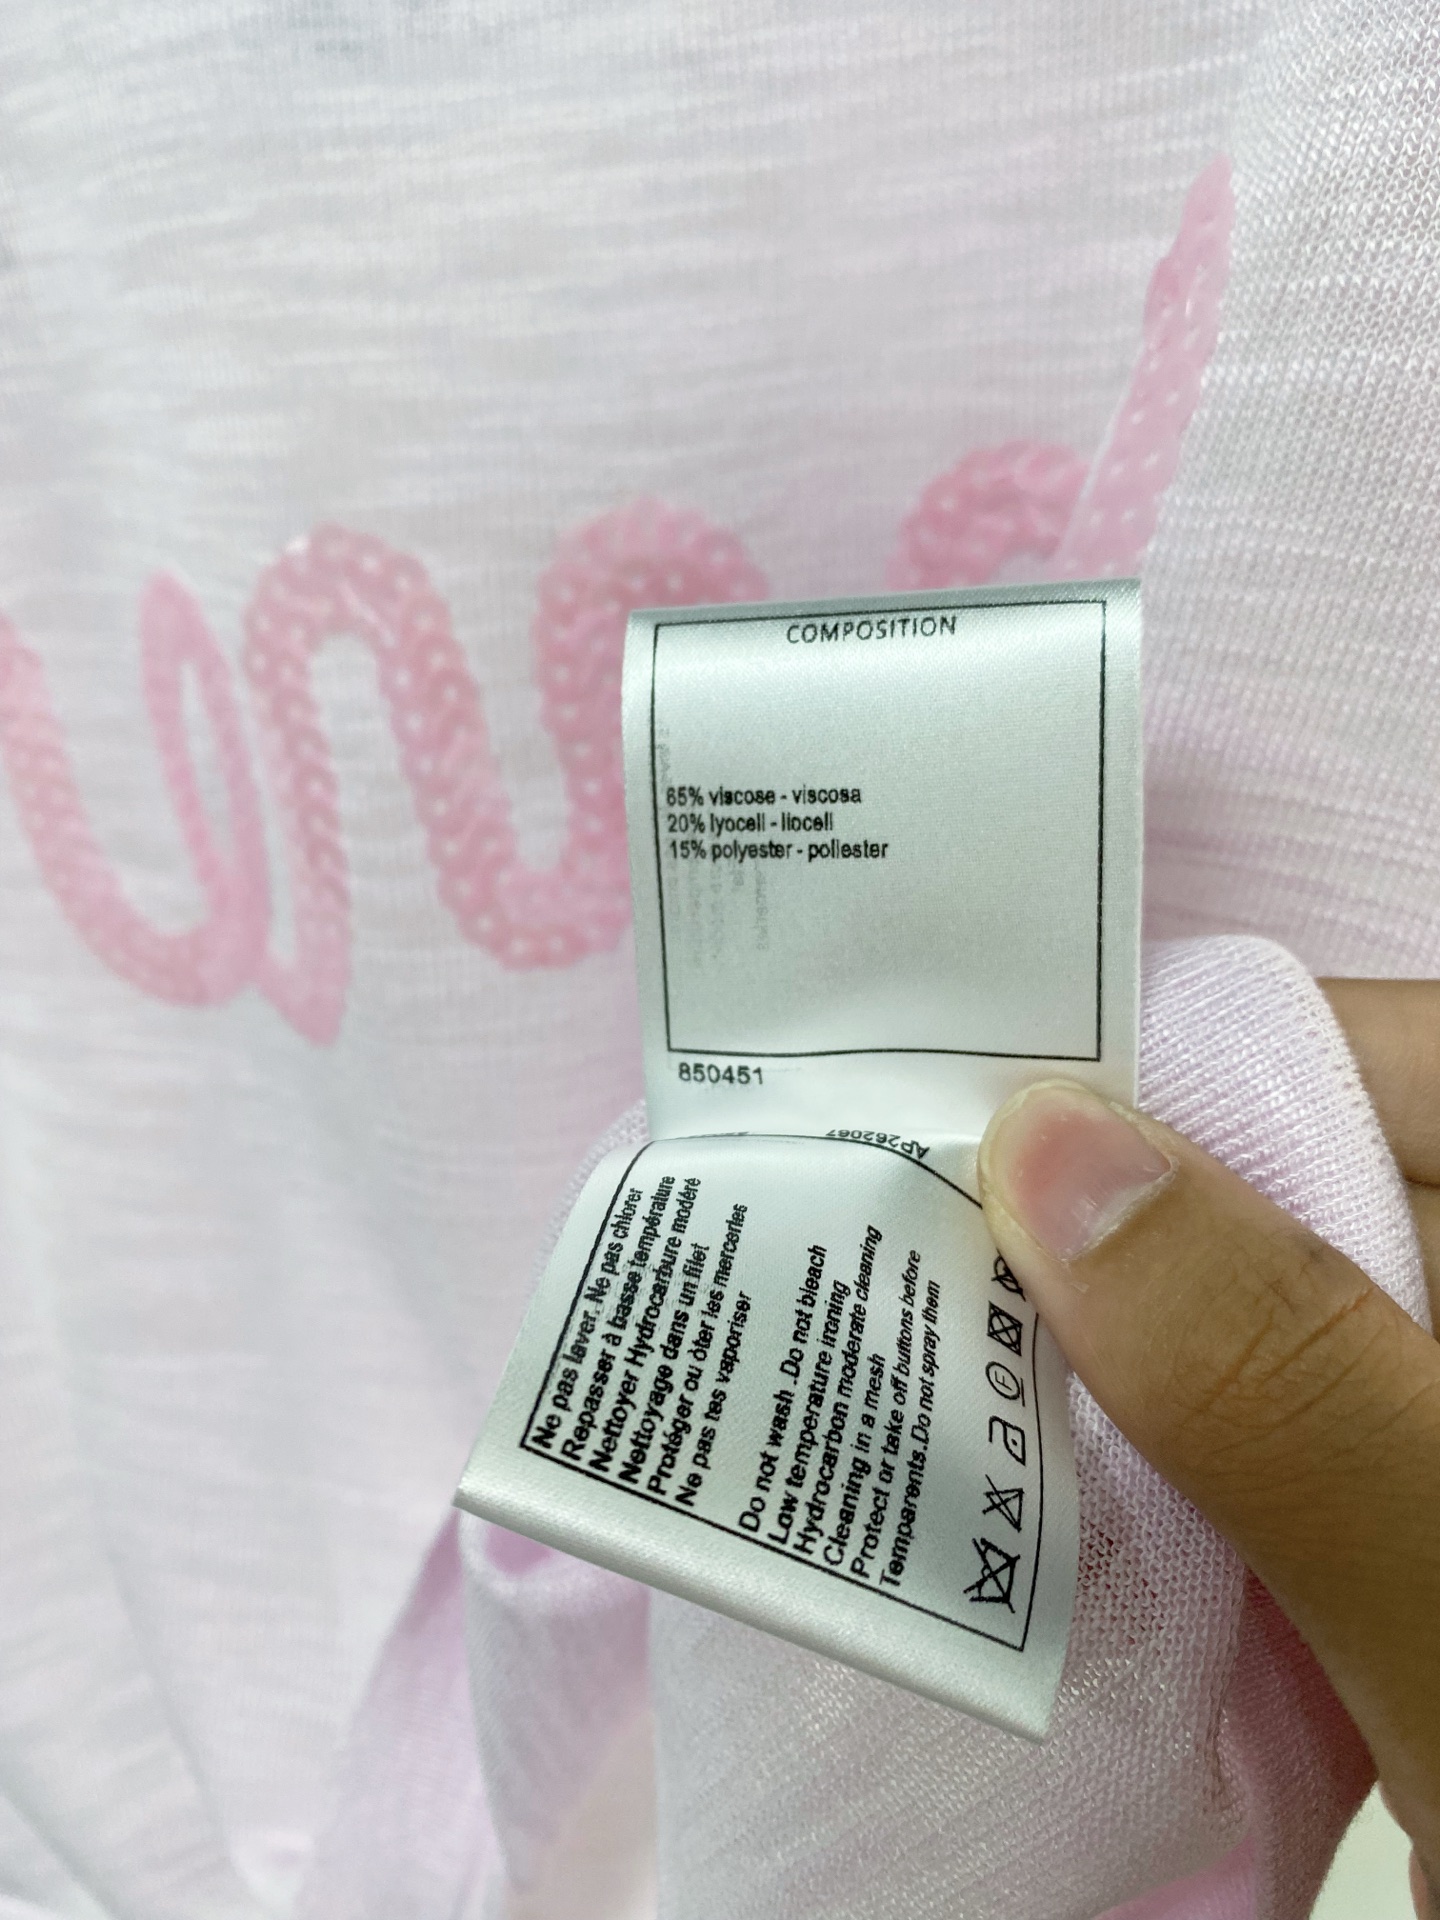 COMPOSITION
65% viscose - viscosa
20% lyocell - liocell
15% polyester - poliester
850451
AP262067
Ne pas laver. Ne pas chlorer
Repasser à basse température
Nettoyer Hydrocarbure modéré
Nettoyage dans un filet
Protéger ou òter les merceries
Ne pas tes vaporiser
Do not wash .Do not bleach
Low temperature ironing
Hydrocarbon moderate cleaning
Cleaning in a mesh
Protect or take off buttons before
Temparents.Do not spray them
F